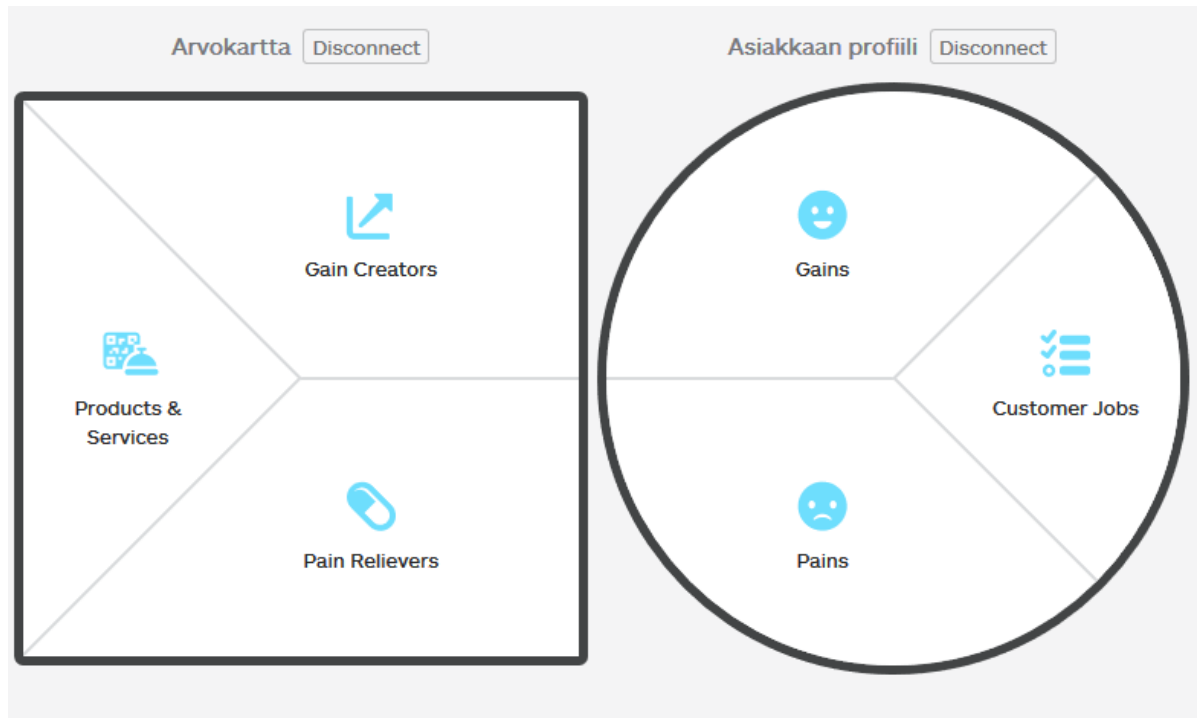 Arvokartta Disconnect
Asiakkaan profiili Disconnect
Gain Creators
Products &
Services
Pain Relievers
Gains
Customer Jobs
Pains